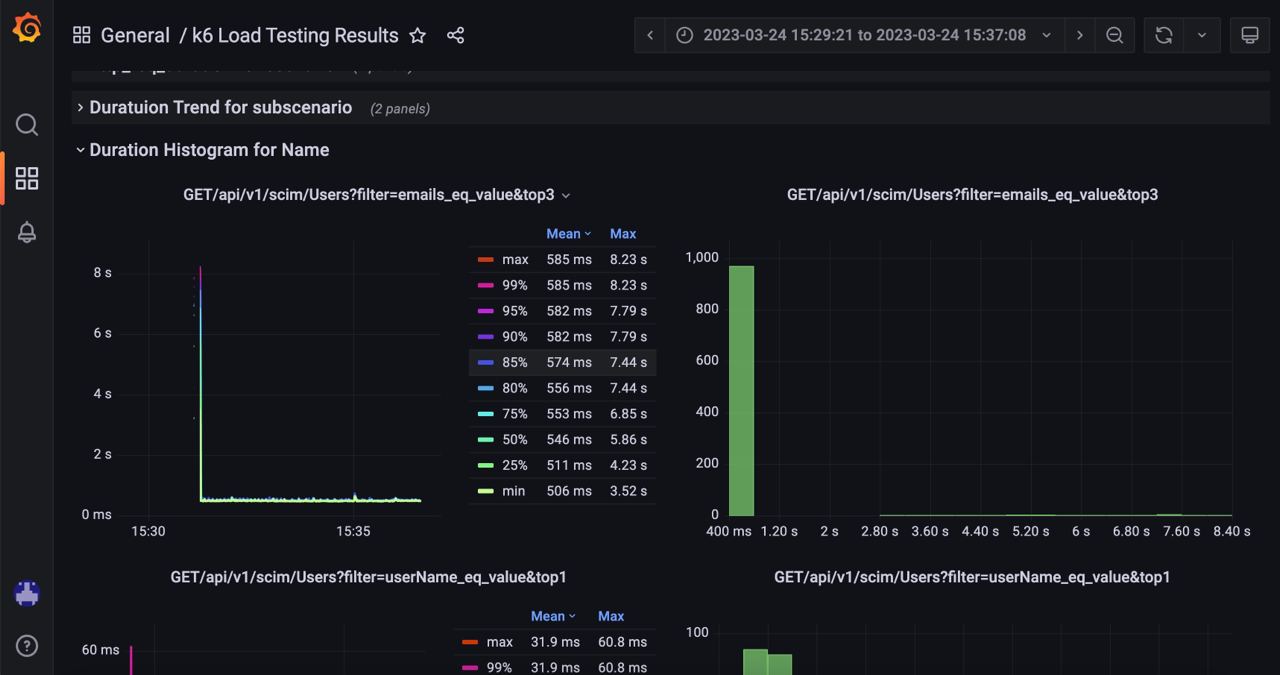 General / k6 Load Testing Results
2023-03-24 15:29:21 to 2023-03-24 15:37:08
Duratuion Trend for subscenario (2 panels)
Duration Histogram for Name
GET/api/v1/scim/Users?filter=emails_eq_value&top3
Mean Max
max 585 ms 8.23 s
99% 585 ms 8.23 s
95% 582 ms 7.79 s
90% 582 ms 7.79 s
85% 574 ms 7.44 s
80% 556 ms 7.44 s
75% 553 ms 6.85 s
50% 546 ms 5.86 s
25% 511 ms 4.23 s
min 506 ms 3.52 s
8 s
6 s
4 s
2 s
0 ms
15:30 15:35
GET/api/v1/scim/Users?filter=emails_eq_value&top3
1,000
800
600
400
200
0
400 ms 1.20 s 2 s 2.80 s 3.60 s 4.40 s 5.20 s 6 s 6.80 s 7.60 s 8.40 s
GET/api/v1/scim/Users?filter=userName_eq_value&top1
Mean Max
max 31.9 ms 60.8 ms
99% 31.9 ms 60.8 ms
60 ms
GET/api/v1/scim/Users?filter=userName_eq_value&top1
100